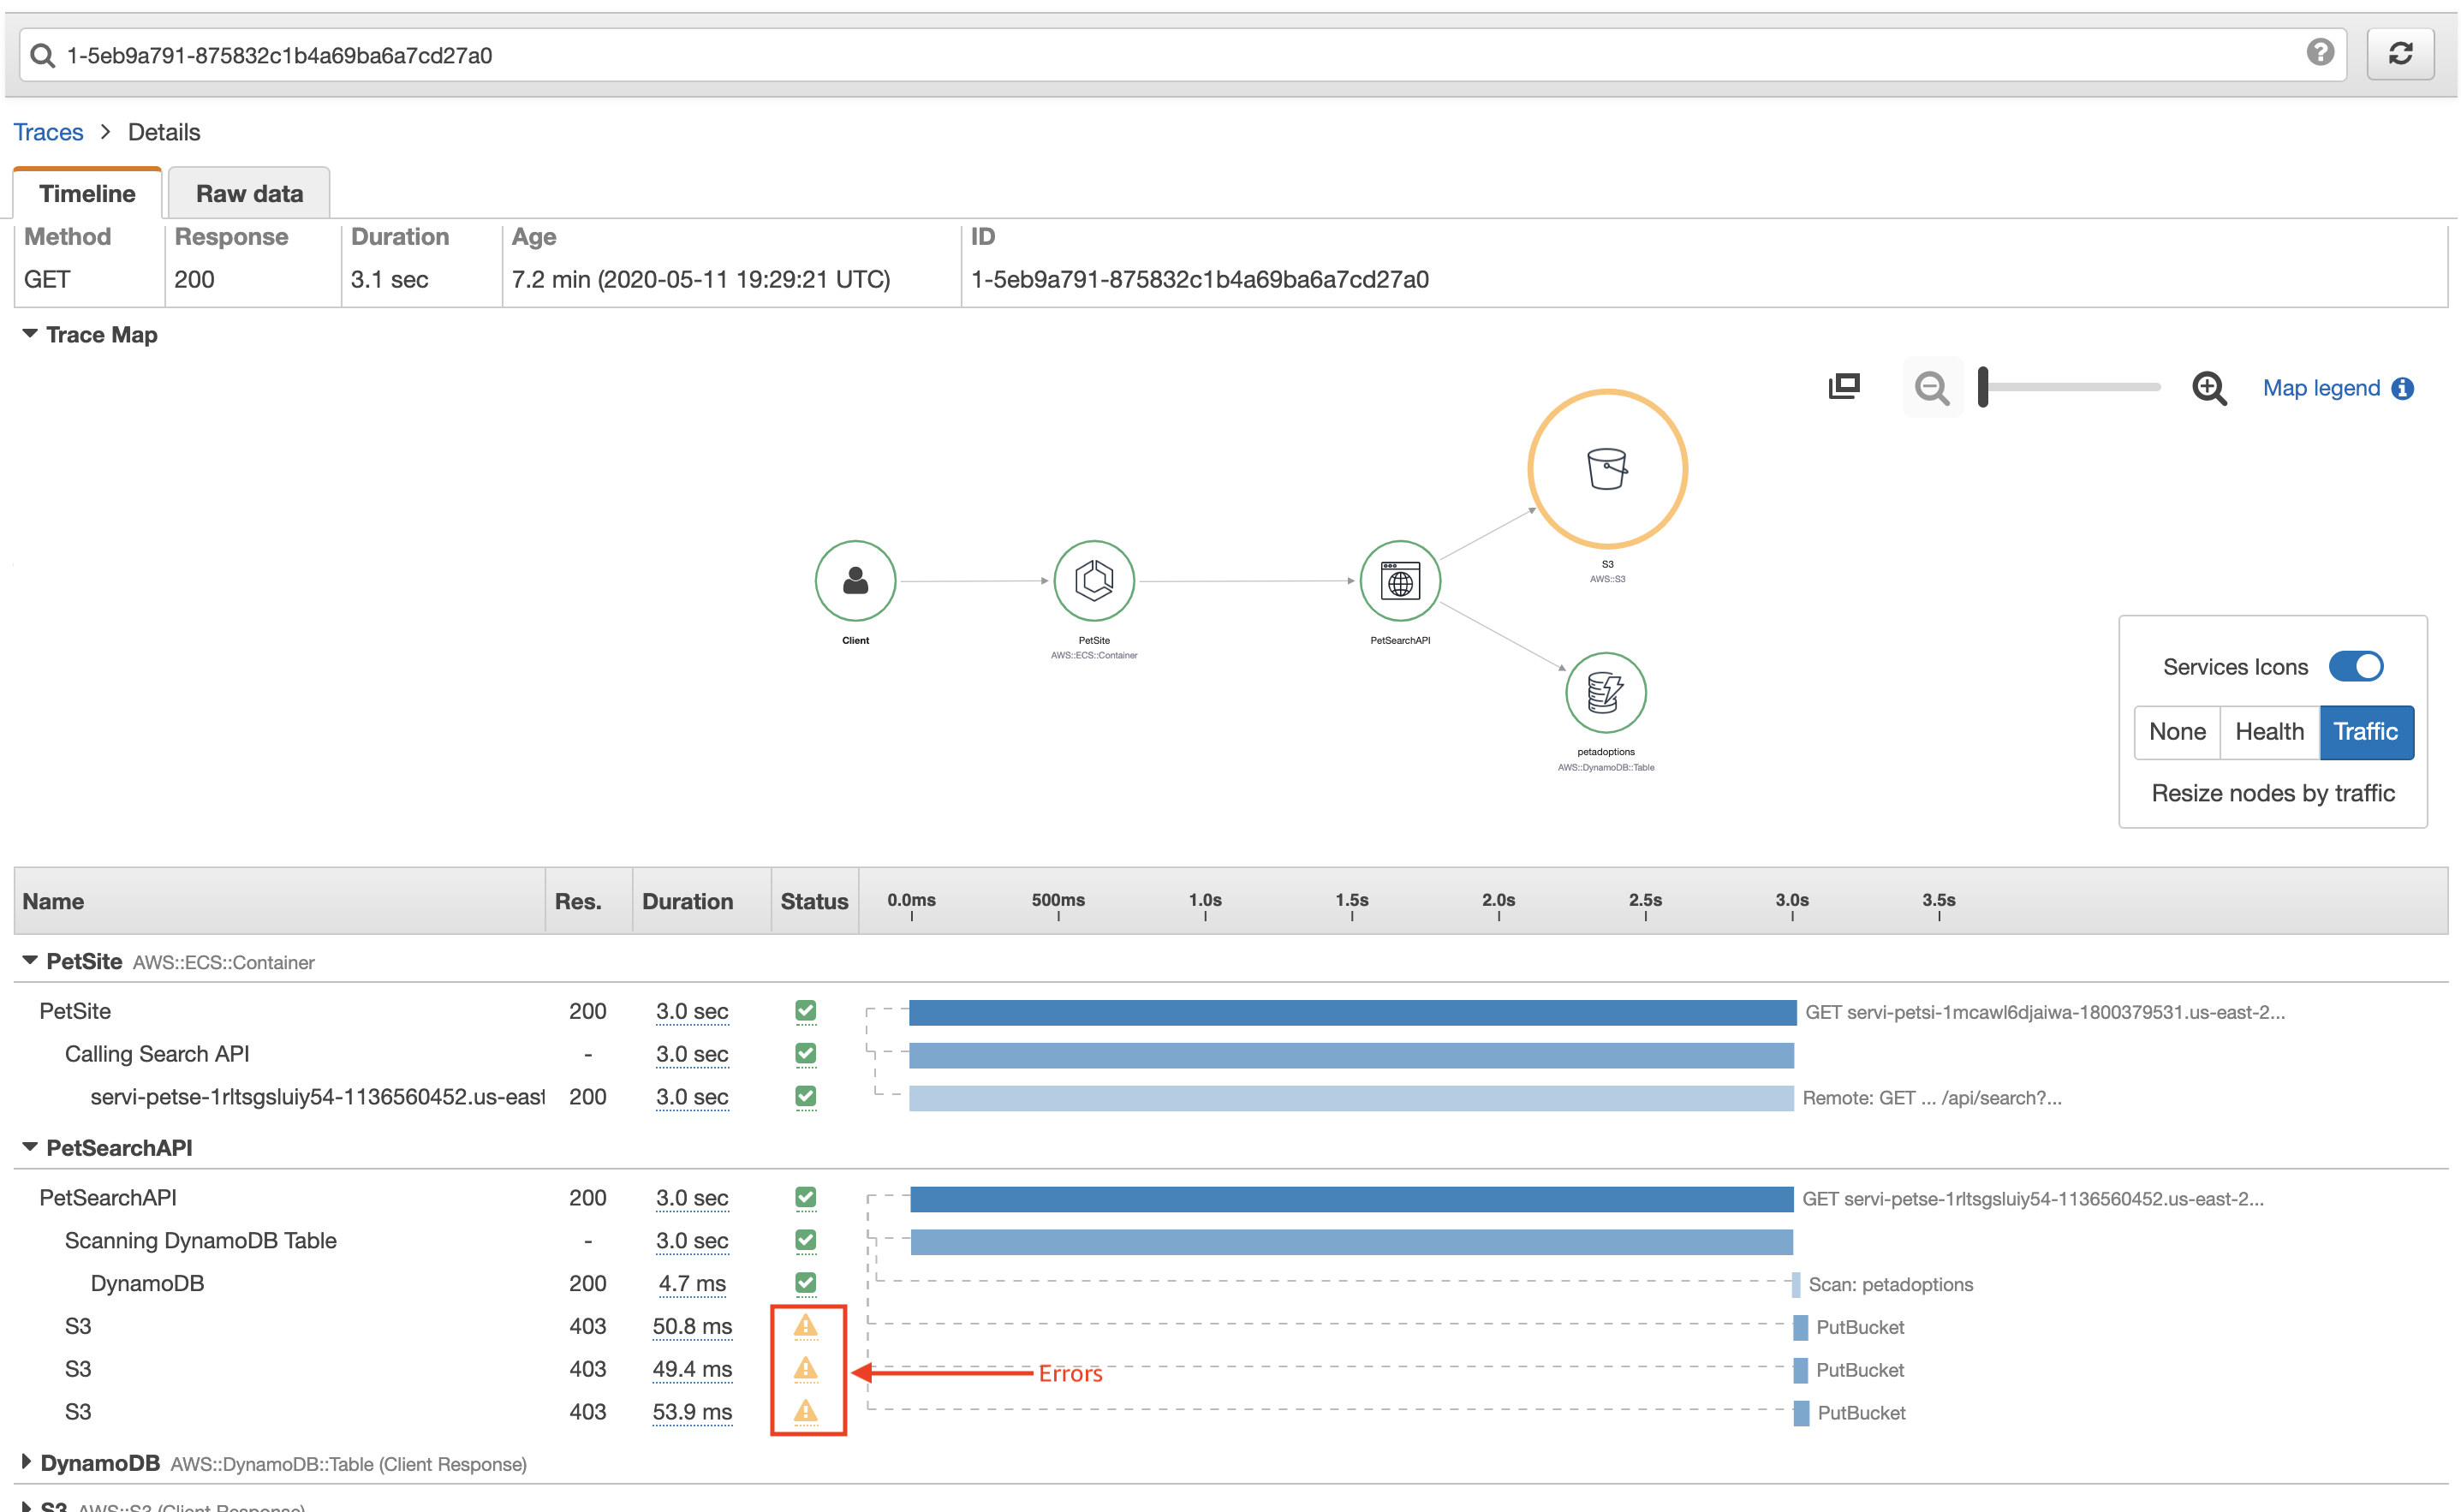 1-5eb9a791-875832c1b4a69ba6a7cd27a0
Traces > Details
Timeline Raw data
Method Response Duration Age ID
GET 200 3.1 sec 7.2 min (2020-05-11 19:29:21 UTC) 1-5eb9a791-875832c1b4a69ba6a7cd27a0
Trace Map
Map legend
S3
AWS::S3
Client
PetSite
AWS::ECS::Container
PetSearchAPI
petadoptions
AWS::DynamoDB::Table
Services Icons
None Health Traffic
Resize nodes by traffic
Name Res. Duration Status 0.0ms 500ms 1.0s 1.5s 2.0s 2.5s 3.0s 3.5s
PetSite AWS::ECS::Container
PetSite 200 3.0 sec GET servi-petsi-1mcawl6djaiwa-1800379531.us-east-2...
Calling Search API - 3.0 sec
servi-petse-1rltsgsluiy54-1136560452.us-east 200 3.0 sec Remote: GET ... /api/search?...
PetSearchAPI
PetSearchAPI 200 3.0 sec GET servi-petse-1rltsgsluiy54-1136560452.us-east-2...
Scanning DynamoDB Table - 3.0 sec
DynamoDB 200 4.7 ms Scan: petadoptions
S3 403 50.8 ms PutBucket
S3 403 49.4 ms Errors PutBucket
S3 403 53.9 ms PutBucket
DynamoDB AWS::DynamoDB::Table (Client Response)
S3 AWS::S3 (Client Response)